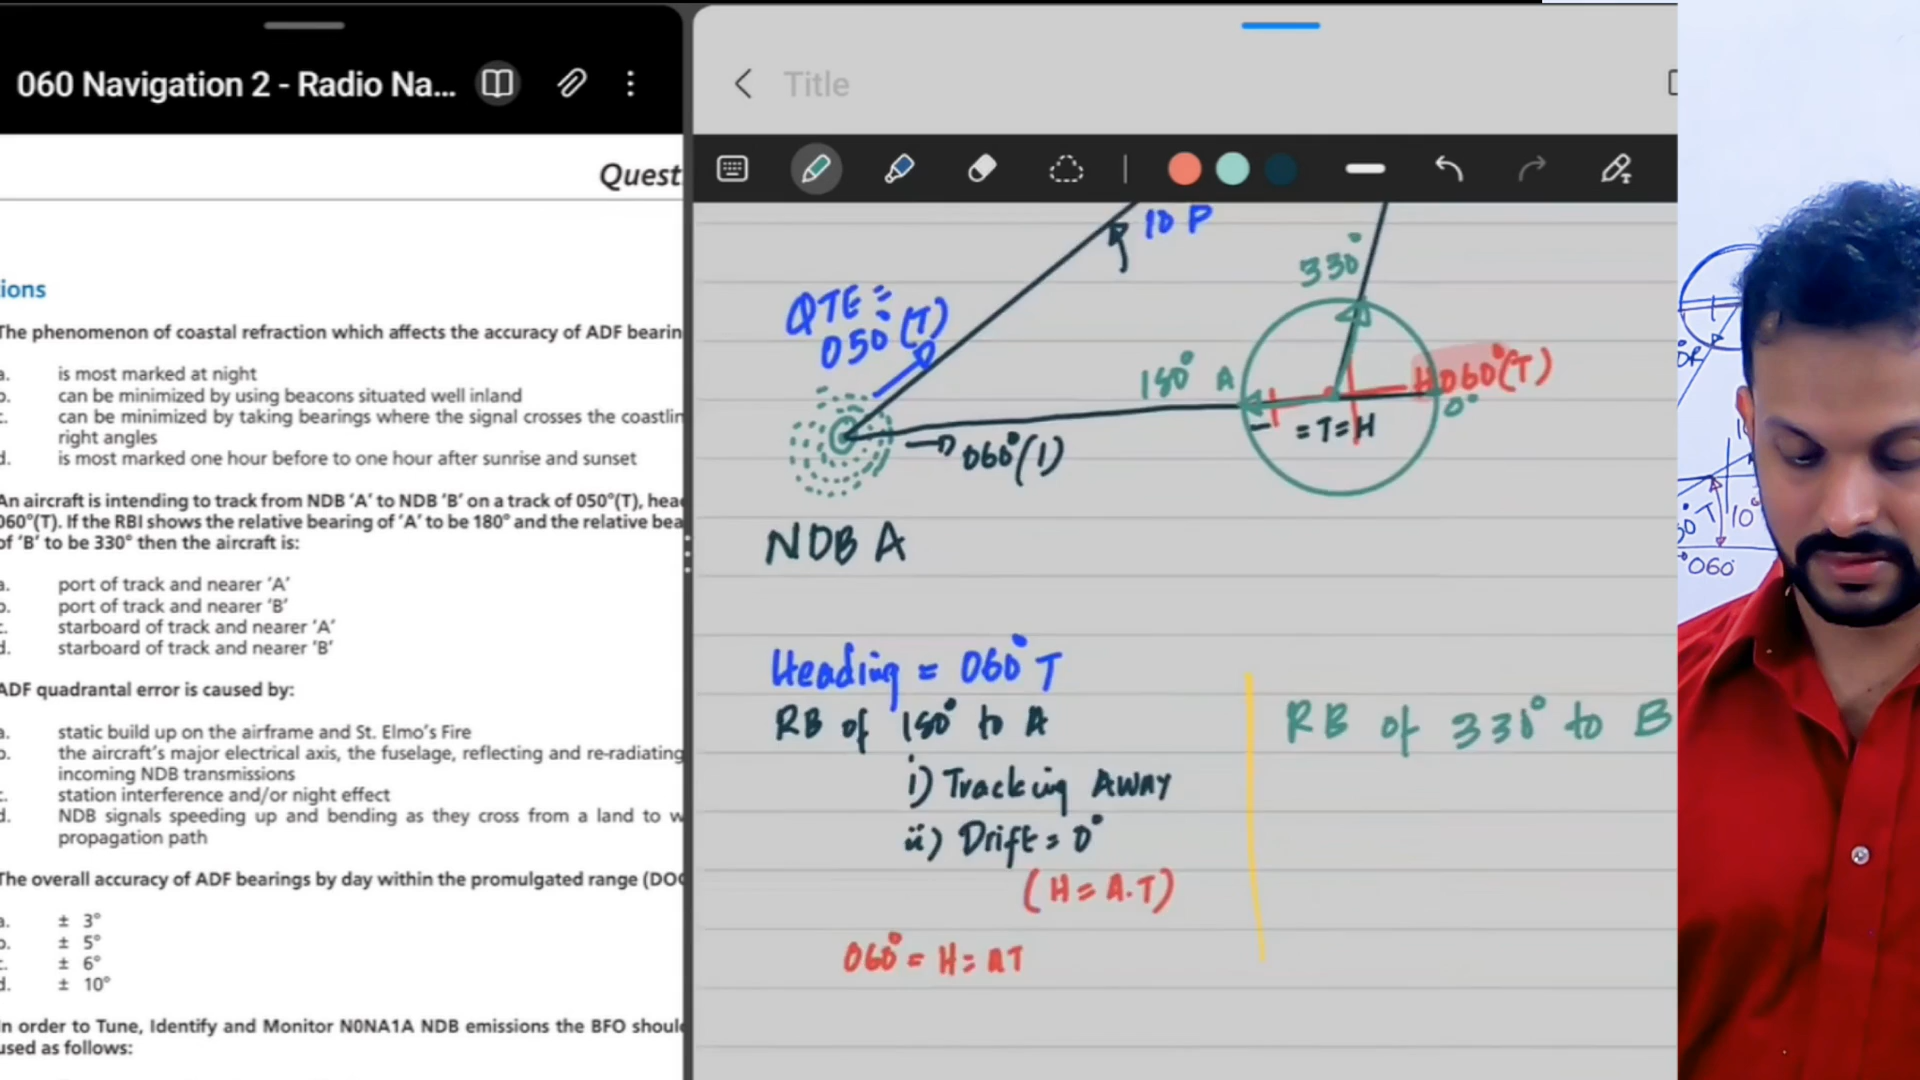 060 Navigation 2 - Radio Na...
Quest
ions
The phenomenon of coastal refraction which affects the accuracy of ADF bearin
a. is most marked at night
b. can be minimized by using beacons situated well inland
c. can be minimized by taking bearings where the signal crosses the coastlin
right angles
d. is most marked one hour before to one hour after sunrise and sunset
An aircraft is intending to track from NDB ‘A’ to NDB ‘B’ on a track of 050°(T), head
060°(T). If the RBI shows the relative bearing of ‘A’ to be 180° and the relative bea
of ‘B’ to be 330° then the aircraft is:
a. port of track and nearer ‘A’
b. port of track and nearer ‘B’
c. starboard of track and nearer ‘A’
d. starboard of track and nearer ‘B’
ADF quadrantal error is caused by:
a. static build up on the airframe and St. Elmo’s Fire
b. the aircraft’s major electrical axis, the fuselage, reflecting and re-radiating
incoming NDB transmissions
c. station interference and/or night effect
d. NDB signals speeding up and bending as they cross from a land to w
propagation path
The overall accuracy of ADF bearings by day within the promulgated range (DOC
a. ± 3°
b. ± 5°
c. ± 6°
d. ± 10°
In order to Tune, Identify and Monitor N0NA1A NDB emissions the BFO shoul
used as follows:
Title
10 P
330°
QTE =
050°(T)
180° A
H 060°(T)
0°
= T = H
060°(T)
NDB A
Heading = 060° T
RB of 180° to A
i) Tracking AWAY
ii) Drift = 0°
(H = A.T)
060° = H = AT
RB of 330° to B
10°
°060